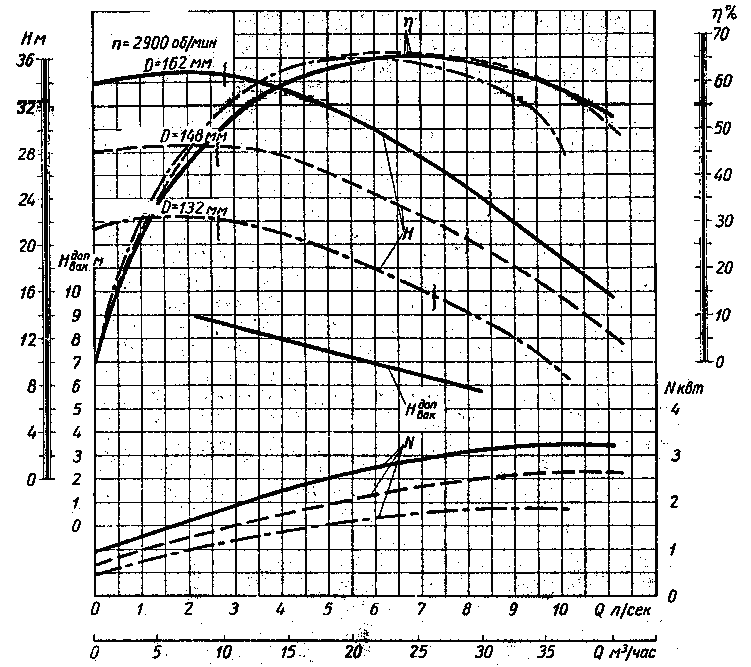 H м
36
32
28
24
20
16
12
8
4
0
n = 2900 об/мин
D=162 мм
D=148 мм
D=132 мм
η
H
H доп вак м
10
9
8
7
6
5
4
3
2
1
0
H доп вак
N
η %
70
60
50
40
30
20
10
0
N квт
4
3
2
1
0
0 1 2 3 4 5 6 7 8 9 10 Q л/сек
0 5 10 15 20 25 30 35 Q м³/час